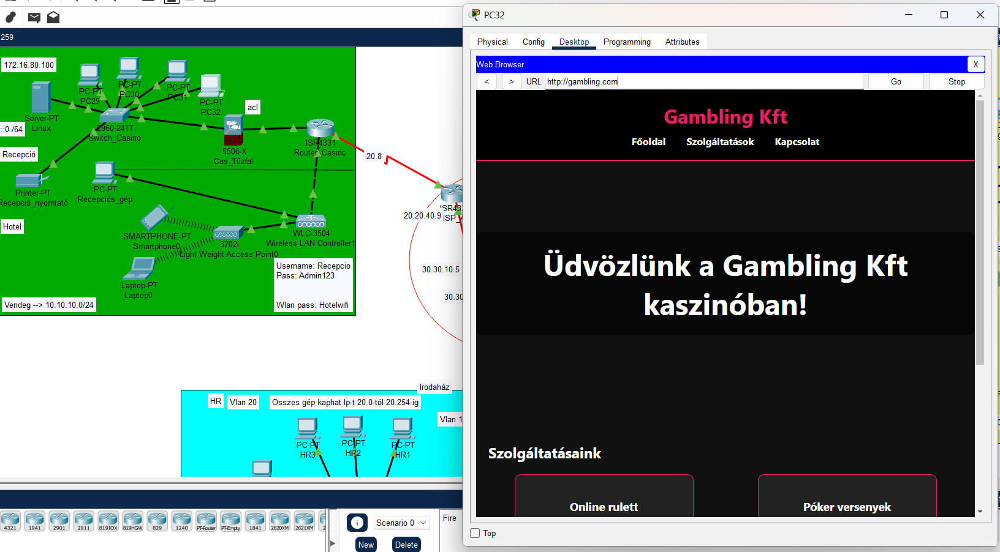 259
172.16.80.100
PC-PT
PC29
PC-PT
PC30
PC-PT
PC31
PC-PT
PC32
acl
Server-PT
Linux
2960-24TT
Switch_Casino
::0 /64
5506-X
Cas_Tűzfal
ISR4331
Router_Casino
20.8
Recepció
Printer-PT
Recepció_nyomtató
PC-PT
Recepciós_gép
Hotel
SMARTPHONE-PT
Smartphone0
3702i
Light Weight Access Point0
WLC-3504
Wireless LAN Controller1
Laptop-PT
Laptop0
Username: Recepcio
Pass: Admin123
Wlan pass: Hotelwifi
Vendeg --> 10.10.10.0/24
20.20.40.9
30.30.10.5
30.30
Irodaház
HR
Vlan 20
Összes gép kaphat Ip-t 20.0-tól 20.254-ig
Vlan 1
PC-PT
HR3
PC-PT
HR2
PC-PT
HR1
4321
1941
2901
2911
819IOX
819HGW
829
1240
PT-Router
PT-Empty
1841
2620XM
2621XM
Scenario 0
New
Delete
Fire
PC32
Physical
Config
Desktop
Programming
Attributes
Web Browser
X
<
>
URL
http://gambling.com
Go
Stop
Gambling Kft
Főoldal
Szolgáltatások
Kapcsolat
Üdvözlünk a Gambling Kft
kaszinóban!
Szolgáltatásaink
Online rulett
Póker versenyek
Top